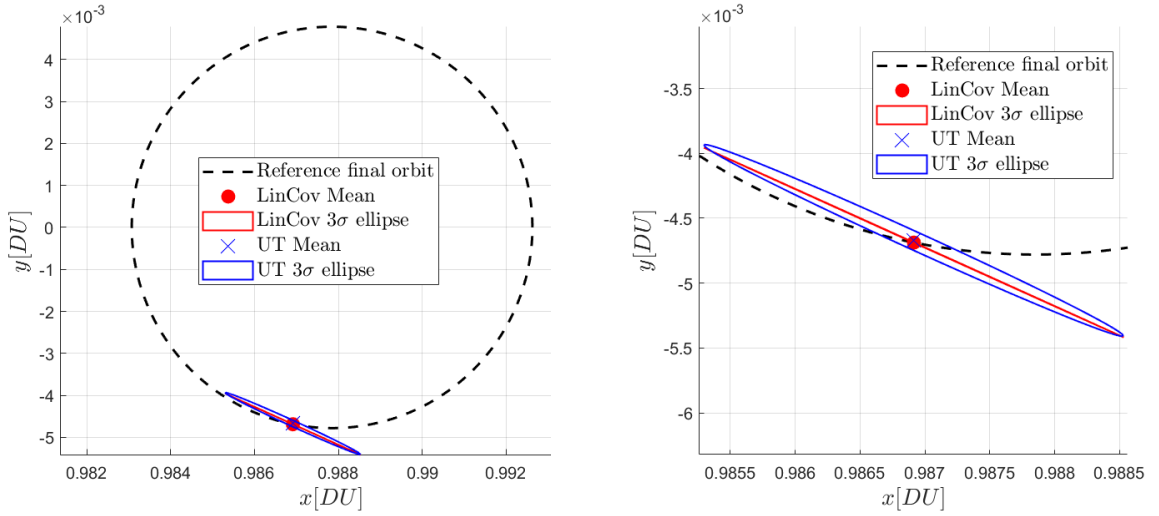 ×10⁻³
4
3
2
1
0
-1
-2
-3
-4
-5
y[DU]
0.982
0.984
0.986
0.988
0.99
0.992
x[DU]
Reference final orbit
LinCov Mean
LinCov 3σ ellipse
UT Mean
UT 3σ ellipse
×10⁻³
-3.5
-4
-4.5
-5
-5.5
-6
y[DU]
0.9855
0.986
0.9865
0.987
0.9875
0.988
0.9885
x[DU]
Reference final orbit
LinCov Mean
LinCov 3σ ellipse
UT Mean
UT 3σ ellipse